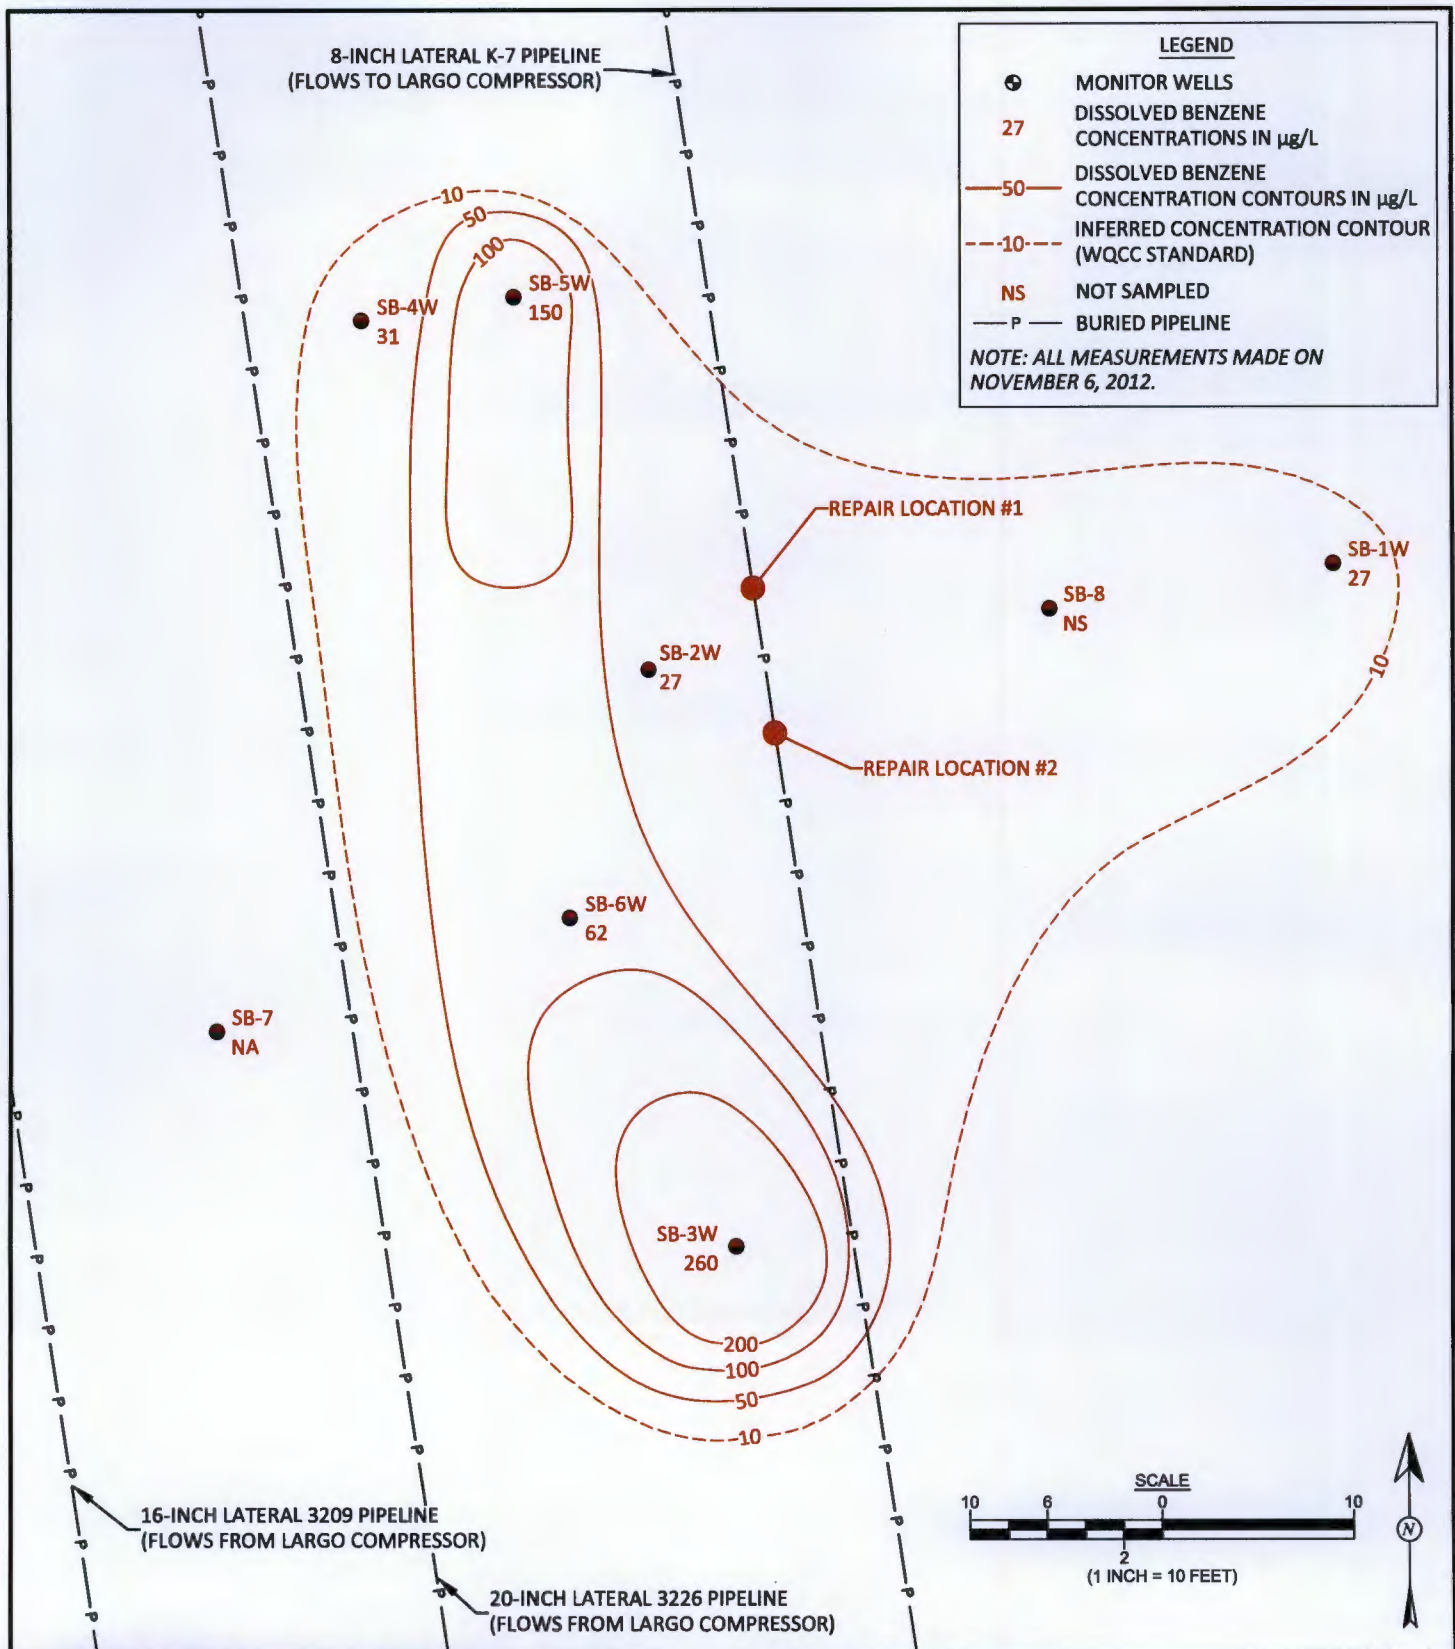 8-INCH LATERAL K-7 PIPELINE
(FLOWS TO LARGO COMPRESSOR)
LEGEND
MONITOR WELLS
27
DISSOLVED BENZENE
CONCENTRATIONS IN µg/L
50
DISSOLVED BENZENE
CONCENTRATION CONTOURS IN µg/L
10
INFERRED CONCENTRATION CONTOUR
(WQCC STANDARD)
NS
NOT SAMPLED
P
BURIED PIPELINE
NOTE: ALL MEASUREMENTS MADE ON
NOVEMBER 6, 2012.
10
50
100
SB-5W
150
SB-4W
31
REPAIR LOCATION #1
SB-1W
27
SB-8
NS
SB-2W
27
10
REPAIR LOCATION #2
SB-6W
62
SB-7
NA
SB-3W
260
200
100
50
10
16-INCH LATERAL 3209 PIPELINE
(FLOWS FROM LARGO COMPRESSOR)
20-INCH LATERAL 3226 PIPELINE
(FLOWS FROM LARGO COMPRESSOR)
SCALE
10 6 0 10
2
(1 INCH = 10 FEET)
N